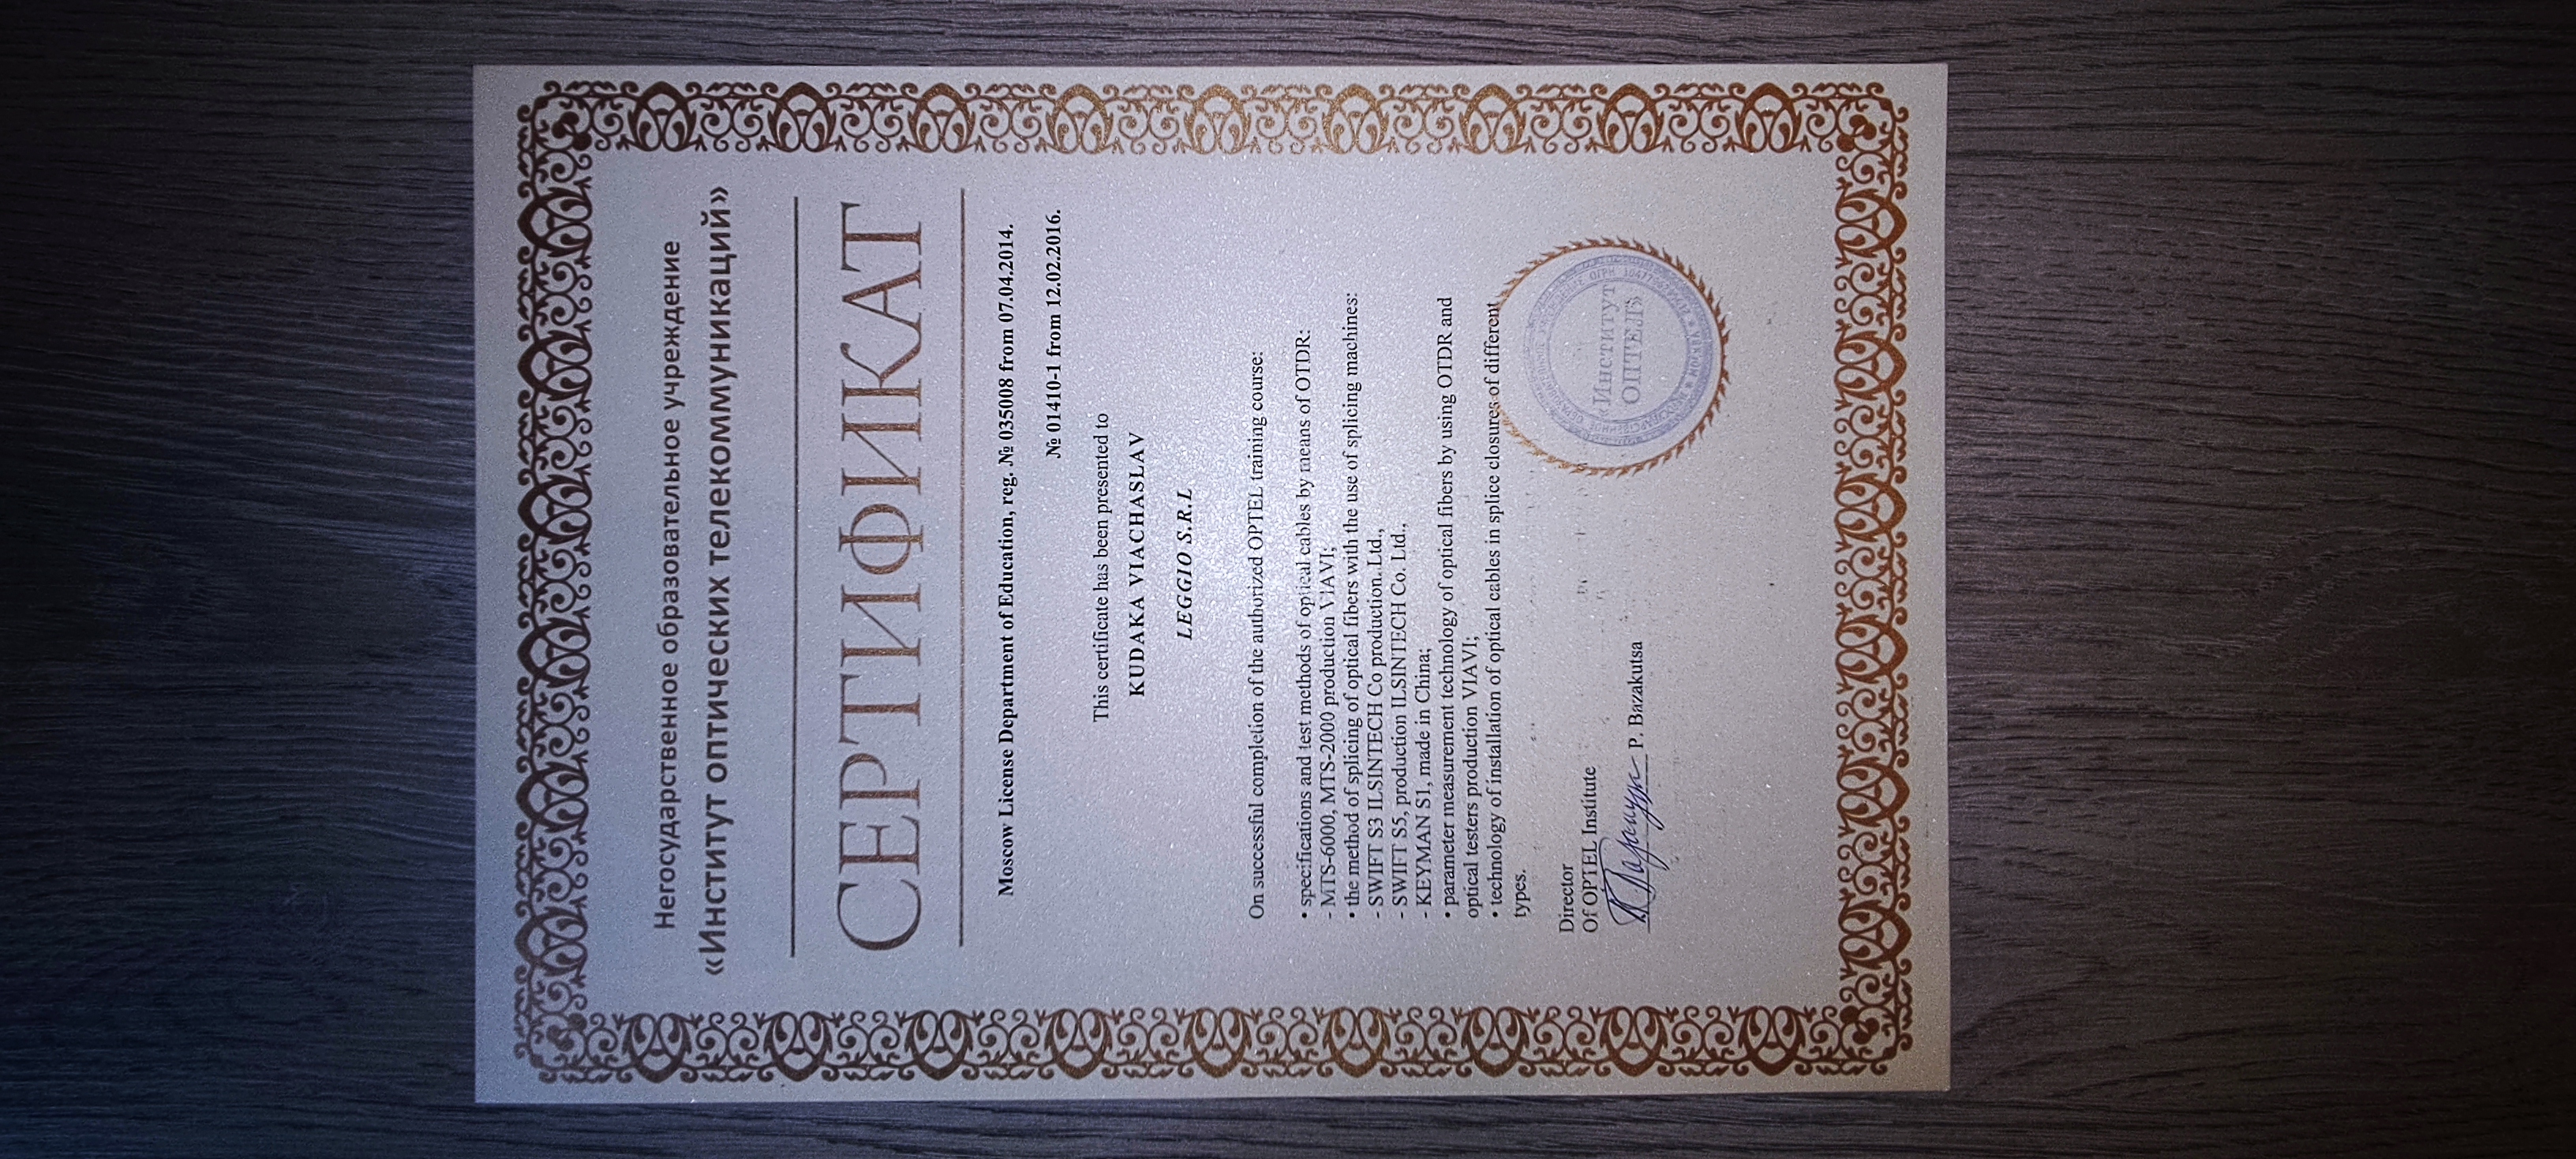 Негосударственное образовательное учреждение
«Институт оптических телекоммуникаций»
СЕРТИФИКАТ
Moscow License Department of Education, reg. № 035008 from 07.04.2014.
№ 01410-1 from 12.02.2016.
This certificate has been presented to
KUDAKA VIACHASLAV
LEGGIO S.R.L
On successful completion of the authorized OPTEL training course:
• specifications and test methods of optical cables by means of OTDR:
- MTS-6000, MTS-2000 production VIAVI;
• the method of splicing of optical fibers with the use of splicing machines:
- SWIFT S3 ILSINTECH Co production. Ltd.,
- SWIFT S5, production ILSINTECH Co. Ltd.,
- KEYMAN S1, made in China;
• parameter measurement technology of optical fibers by using OTDR and
optical testers production VIAVI;
• technology of installation of optical cables in splice closures of different
types.
Director
Of OPTEL Institute
P. Bazakutsa
«Институт
ОПТЕЛ»
МОСКВА